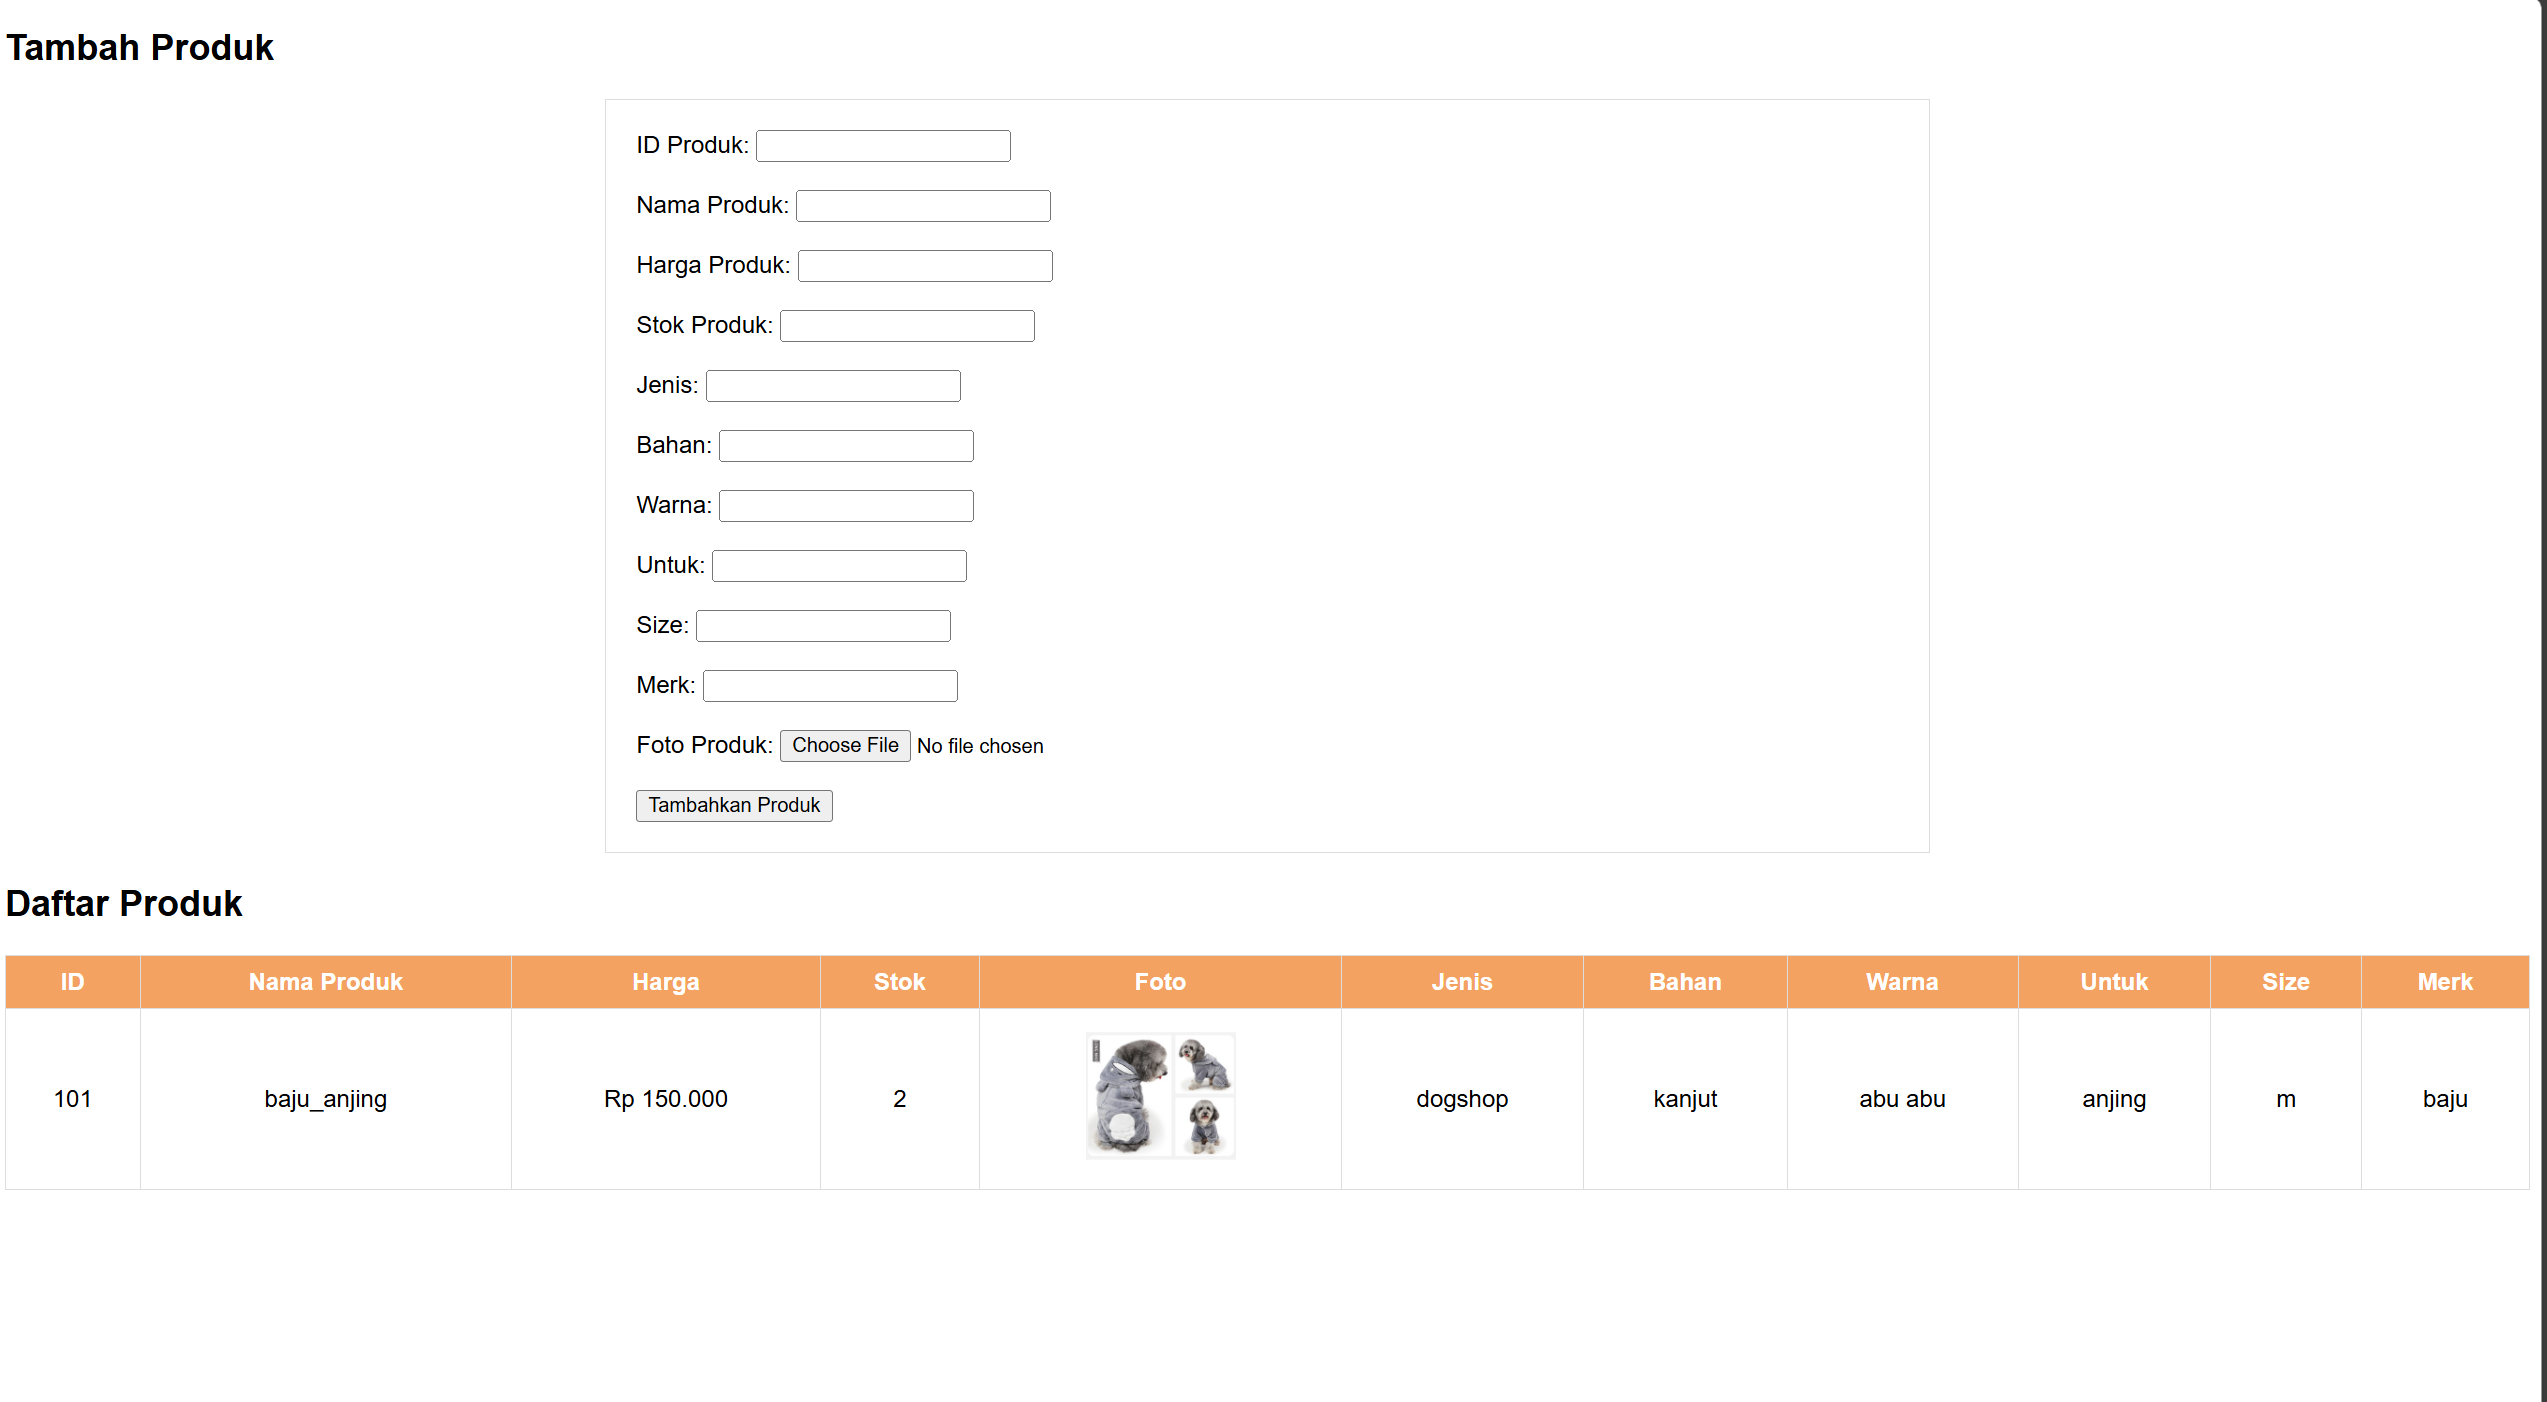 Tambah Produk
ID Produk:
Nama Produk:
Harga Produk:
Stok Produk:
Jenis:
Bahan:
Warna:
Untuk:
Size:
Merk:
Foto Produk: Choose File No file chosen
Tambahkan Produk
Daftar Produk
ID Nama Produk Harga Stok Foto Jenis Bahan Warna Untuk Size Merk
101 baju_anjing Rp 150.000 2 dogshop kanjut abu abu anjing m baju